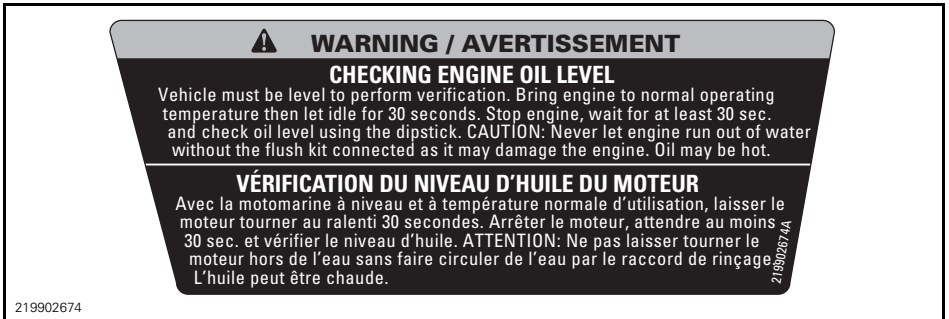 WARNING / AVERTISSEMENT
CHECKING ENGINE OIL LEVEL
Vehicle must be level to perform verification. Bring engine to normal operating
temperature then let idle for 30 seconds. Stop engine, wait for at least 30 sec.
and check oil level using the dipstick. CAUTION: Never let engine run out of water
without the flush kit connected as it may damage the engine. Oil may be hot.
VÉRIFICATION DU NIVEAU D'HUILE DU MOTEUR
Avec la motomarine à niveau et à température normale d'utilisation, laisser le
moteur tourner au ralenti 30 secondes. Arrêter le moteur, attendre au moins
30 sec. et vérifier le niveau d'huile. ATTENTION: Ne pas laisser tourner le
moteur hors de l'eau sans faire circuler de l'eau par le raccord de rinçage.
L'huile peut être chaude.
219902674A
219902674